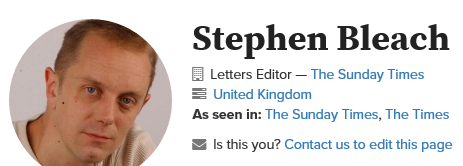 Stephen Bleach
Letters Editor — The Sunday Times
United Kingdom
As seen in: The Sunday Times, The Times
Is this you? Contact us to edit this page